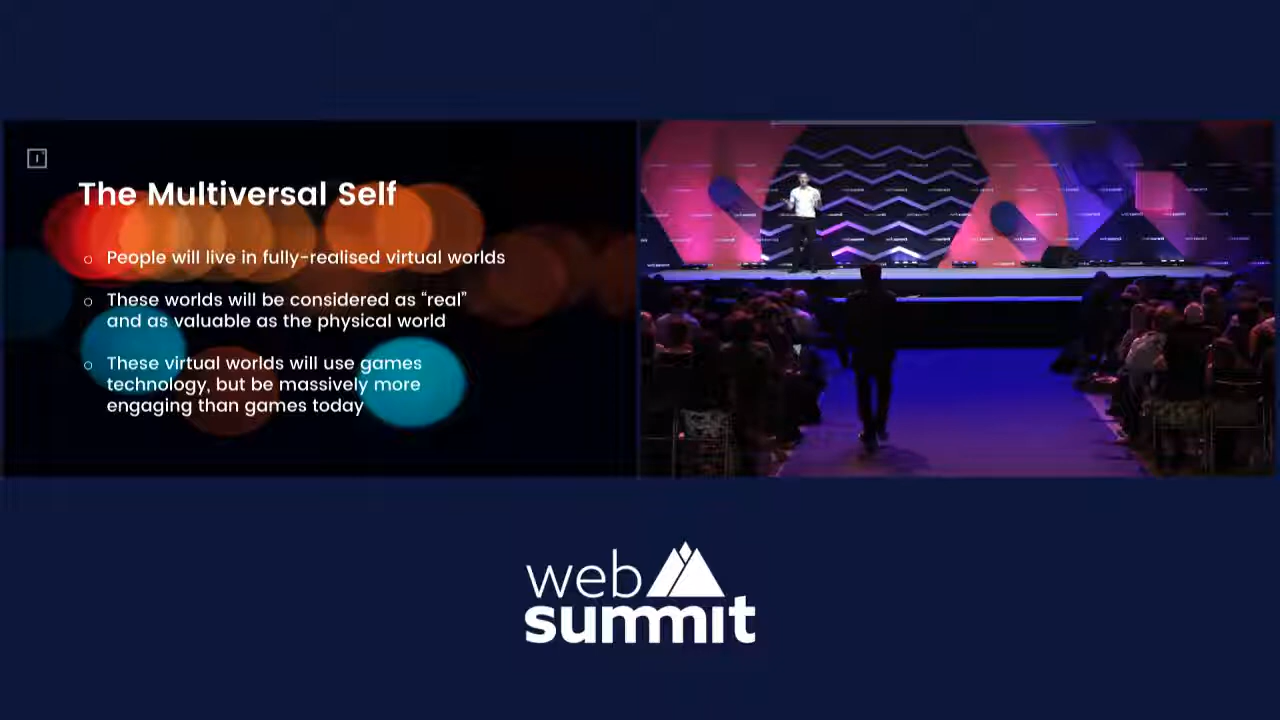 The Multiversal Self
People will live in fully-realised virtual worlds
These worlds will be considered as “real”
and as valuable as the physical world
These virtual worlds will use games
technology, but be massively more
engaging than games today
web
summit